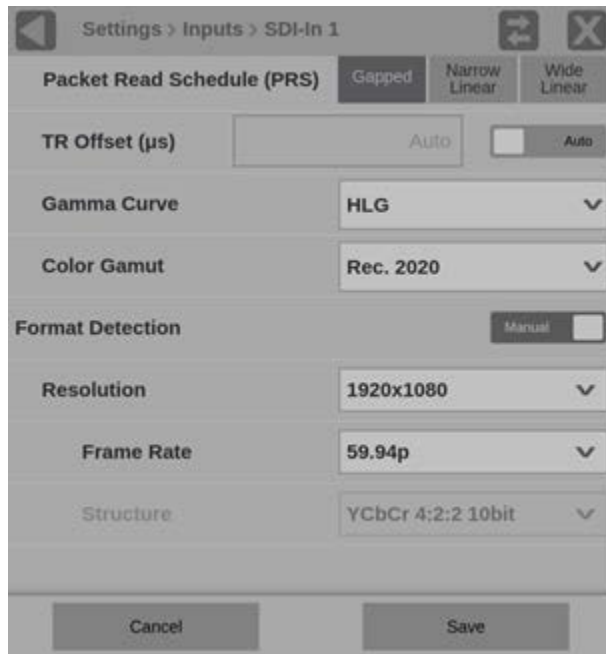 Settings > Inputs > SDI-In 1
Packet Read Schedule (PRS) Gapped Narrow Linear Wide Linear
TR Offset (µs) Auto Auto
Gamma Curve HLG
Color Gamut Rec. 2020
Format Detection Manual
Resolution 1920x1080
Frame Rate 59.94p
Structure YCbCr 4:2:2 10bit
Cancel Save